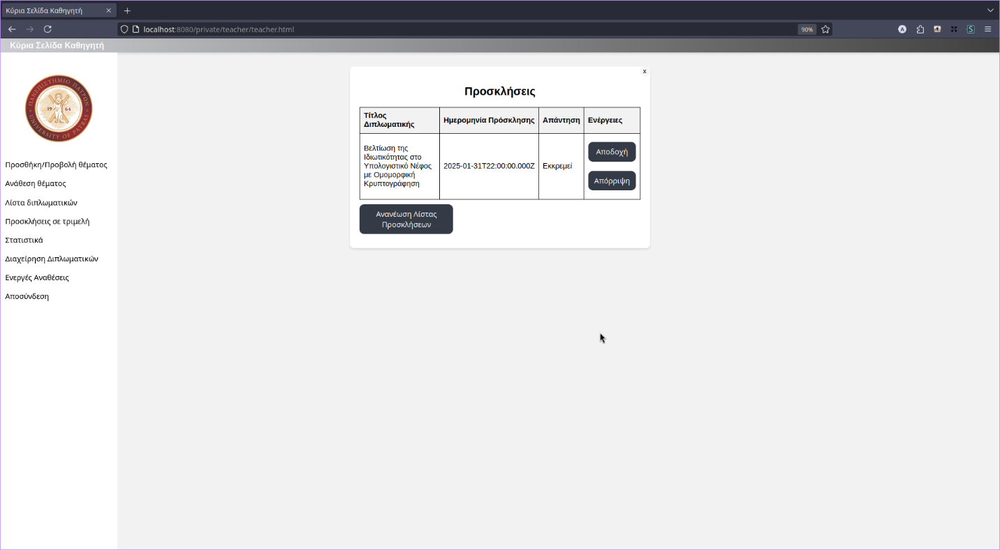 Κύρια Σελίδα Καθηγητή
localhost:8080/private/teacher/teacher.html
90%
A
S
Κύρια Σελίδα Καθηγητή
ΠΑΝΕΠΙΣΤΗΜΙΟ ΠΑΤΡΩΝ
19 64
UNIVERSITY OF PATRAS
Προσθήκη/Προβολή θέματος
Ανάθεση θέματος
Λίστα διπλωματικών
Προσκλήσεις σε τριμελή
Στατιστικά
Διαχείρηση Διπλωματικών
Ενεργές Αναθέσεις
Αποσύνδεση
x
Προσκλήσεις
Τίτλος
Διπλωματικής
Ημερομηνία Πρόσκλησης
Απάντηση
Ενέργειες
Βελτίωση της
Ιδιωτικότητας στο
Υπολογιστικό Νέφος
με Ομομορφική
Κρυπτογράφηση
2025-01-31T22:00:00.000Z
Εκκρεμεί
Αποδοχή
Απόρριψη
Ανανέωση Λίστας
Προσκλήσεων